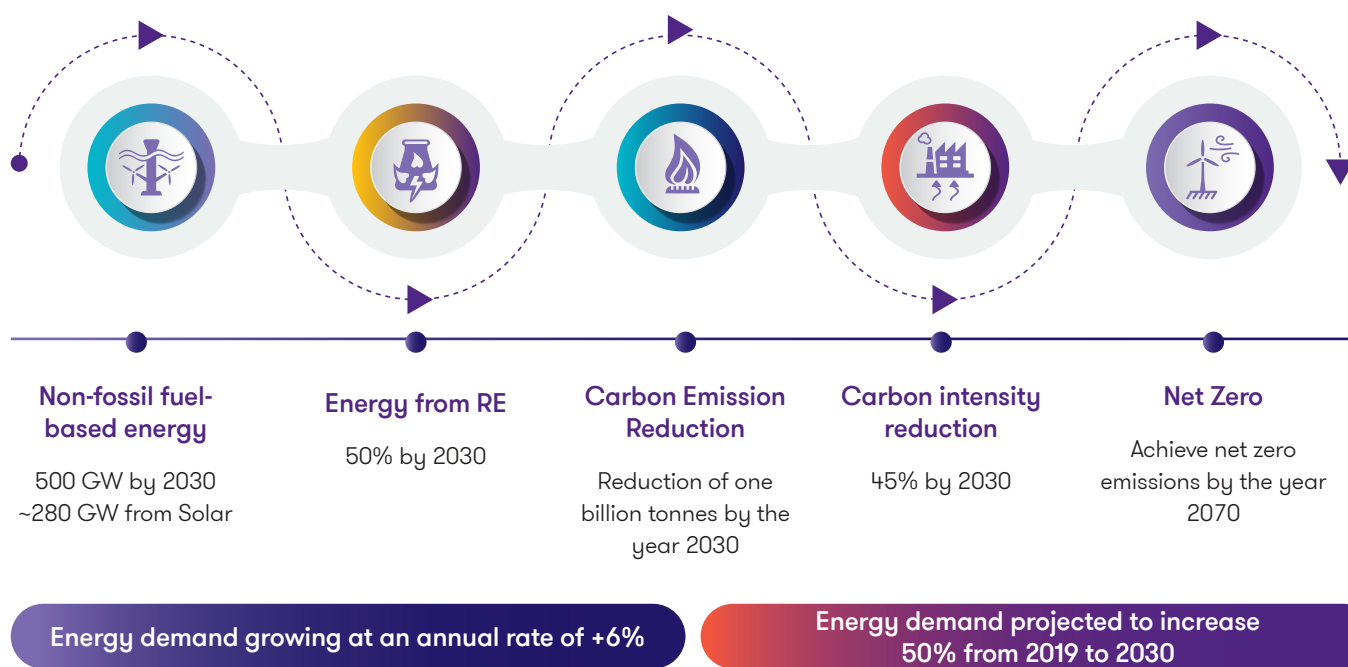 Non-fossil fuel-
based energy
500 GW by 2030
~280 GW from Solar
Energy from RE
50% by 2030
Carbon Emission
Reduction
Reduction of one
billion tonnes by the
year 2030
Carbon intensity
reduction
45% by 2030
Net Zero
Achieve net zero
emissions by the year
2070
Energy demand growing at an annual rate of +6%
Energy demand projected to increase
50% from 2019 to 2030